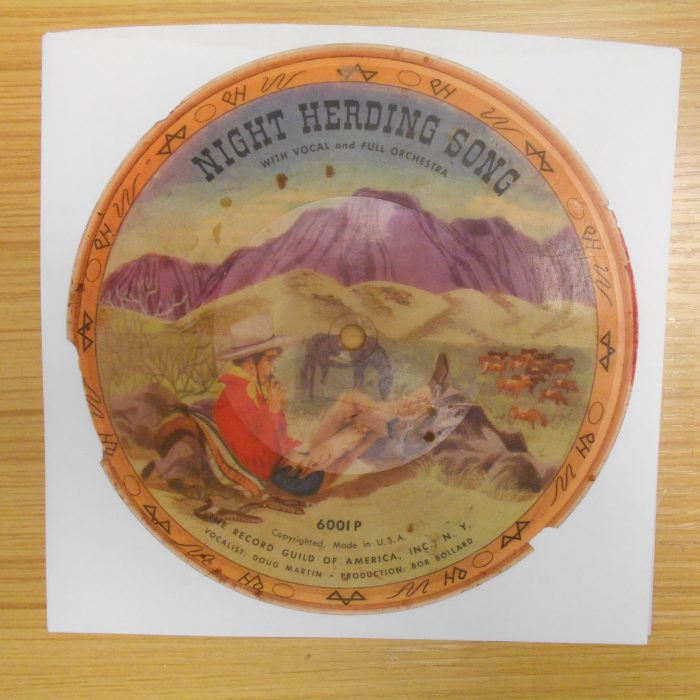 NIGHT HERDING SONG
WITH VOCAL and FULL ORCHESTRA
6001P
Copyrighted, Made in U.S.A.
THE RECORD GUILD OF AMERICA, INC., N. Y.
VOCALIST: DOUG MARTIN • PRODUCTION: BOB BOLLARD